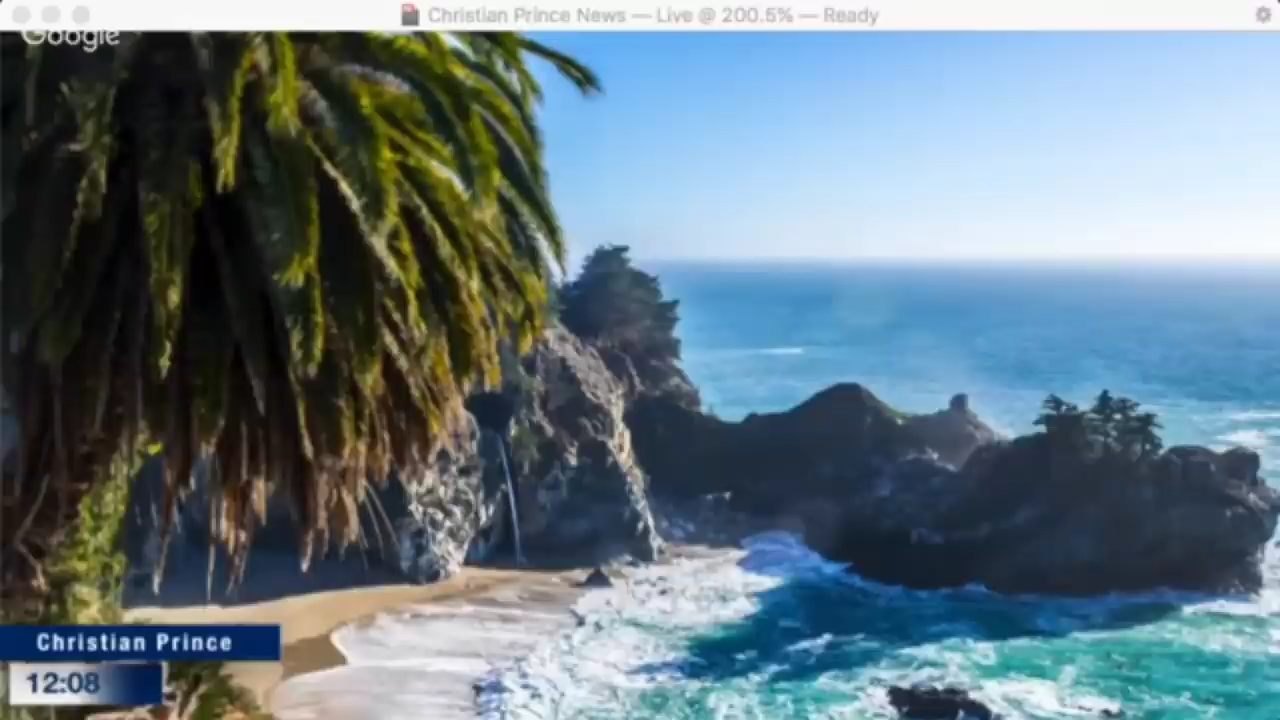 Christian Prince News — Live @ 200.5% — Ready
Google
Christian Prince
12:08